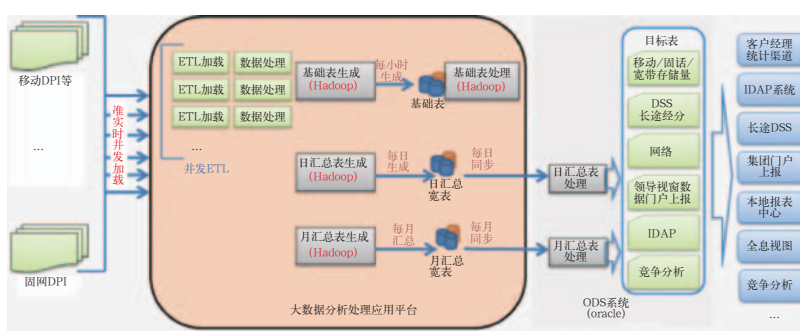 移动DPI等
...
固网DPI
准实时并发加载
ETL加载
数据处理
ETL加载
数据处理
ETL加载
数据处理
...
并发ETL
基础表生成
(Hadoop)
每小时
生成
基础表
基础表处理
(Hadoop)
日汇总表生成
(Hadoop)
每日
生成
日汇总
宽表
每日
同步
月汇总表生成
(Hadoop)
每月
汇总
月汇总
宽表
每月
同步
大数据分析处理应用平台
日汇总表
处理
月汇总表
处理
ODS系统
(oracle)
目标表
移动/固话/
宽带存储量
DSS
长途经分
网络
领导视窗数
据门户上报
IDAP
竞争分析
客户经理
统计渠道
IDAP系统
长途DSS
集团门户
上报
本地报表
中心
全息视图
竞争分析
...